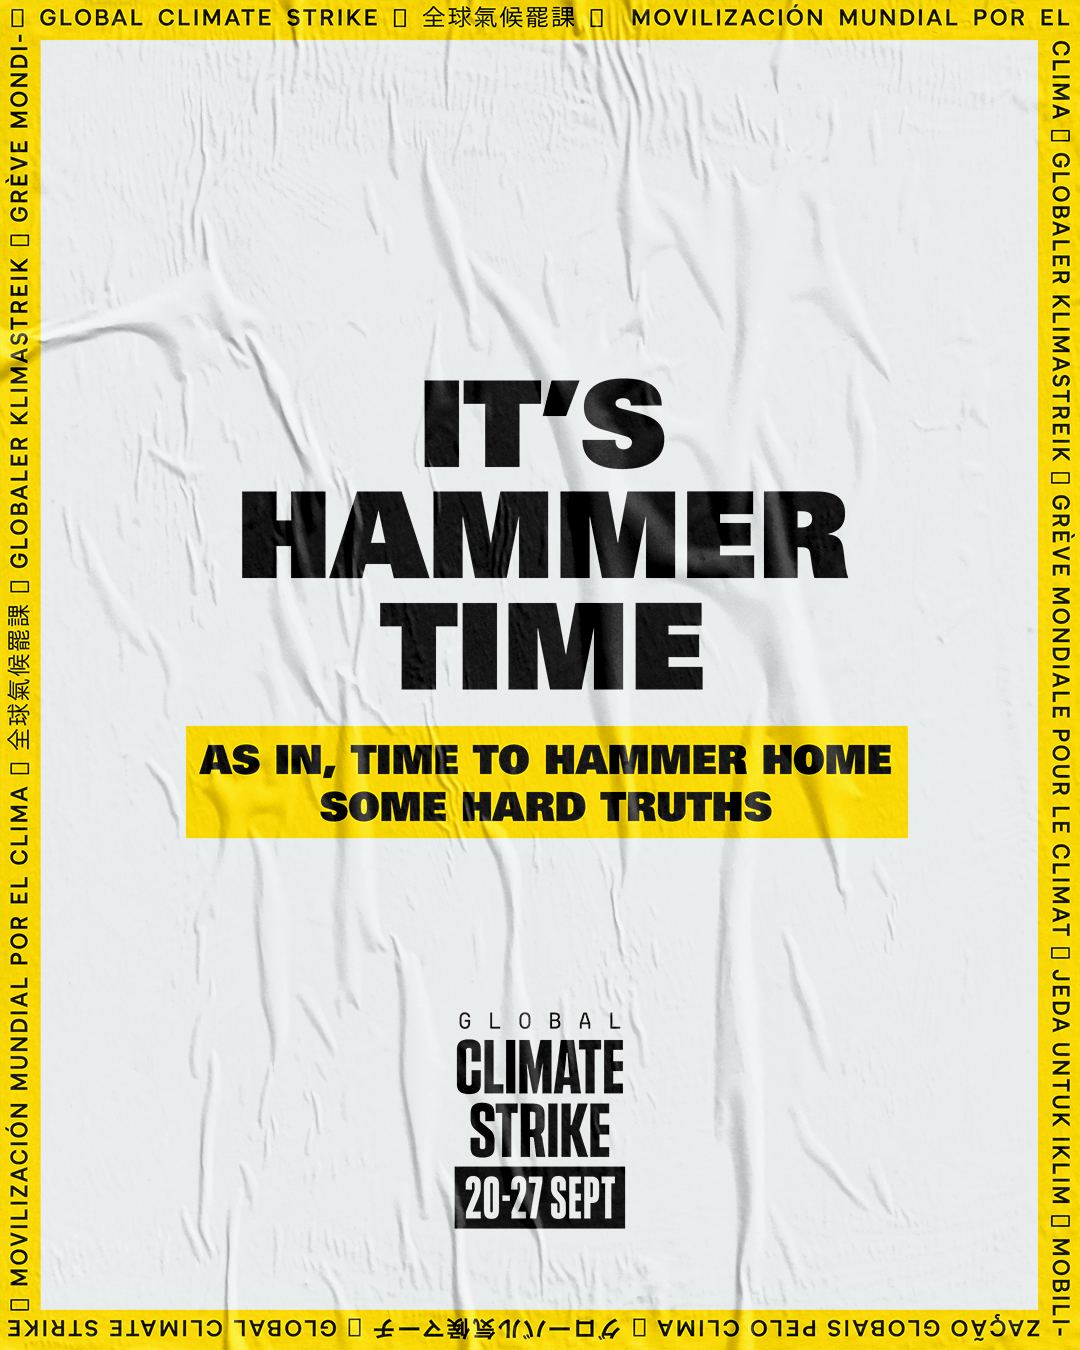 ▯ GLOBAL CLIMATE STRIKE ▯ 全球氣候罷課 ▯ MOVILIZACIÓN MUNDIAL POR EL
CLIMA ▯ GLOBALER KLIMASTREIK ▯ GRÈVE MONDIALE POUR LE CLIMAT ▯ JEDA UNTUK IKLIM ▯ MOBILI-
ZAÇÃO GLOBAIS PELO CLIMA ▯ グローバル気候マーチ ▯ GLOBAL CLIMATE STRIKE
▯ MOVILIZACIÓN MUNDIAL POR EL CLIMA ▯ 全球氣候罷課 ▯ GLOBALER KLIMASTREIK ▯ GRÈVE MONDI-
IT'S
HAMMER
TIME
AS IN, TIME TO HAMMER HOME
SOME HARD TRUTHS
GLOBAL
CLIMATE
STRIKE
20-27 SEPT